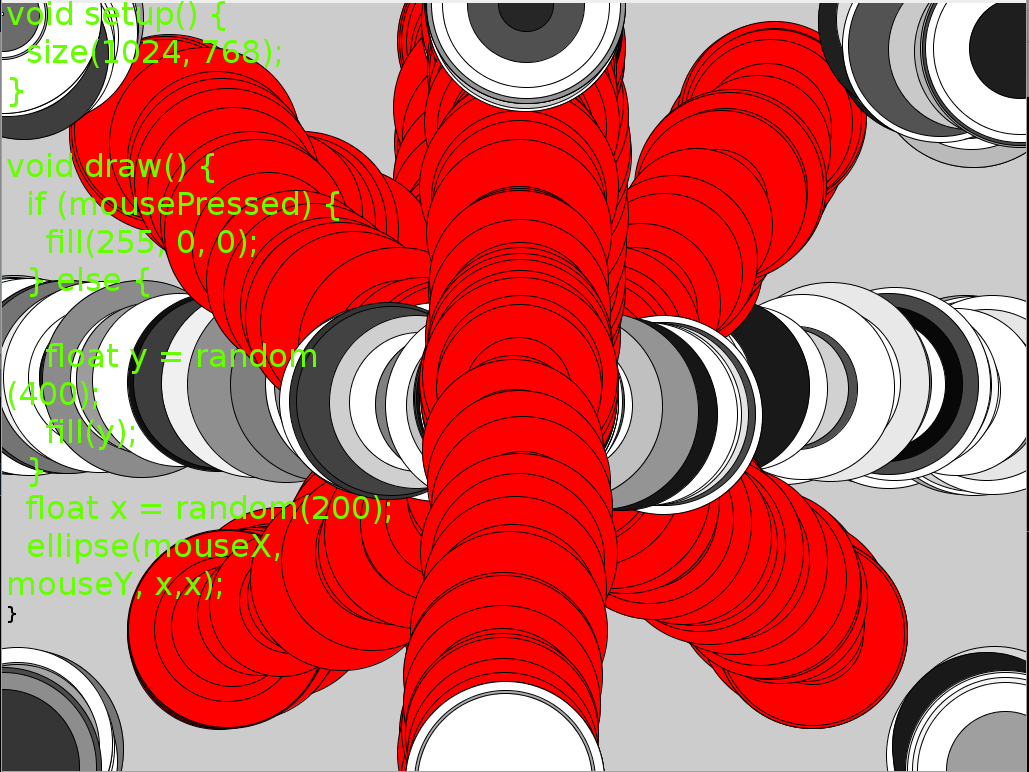 void setup() {
  size(1024, 768);
}

void draw() {
  if (mousePressed) {
    fill(255, 0, 0);
  } else {

    float y = random
(400);
    fill(y);
  }
  float x = random(200);
  ellipse(mouseX,
mouseY, x,x);
}